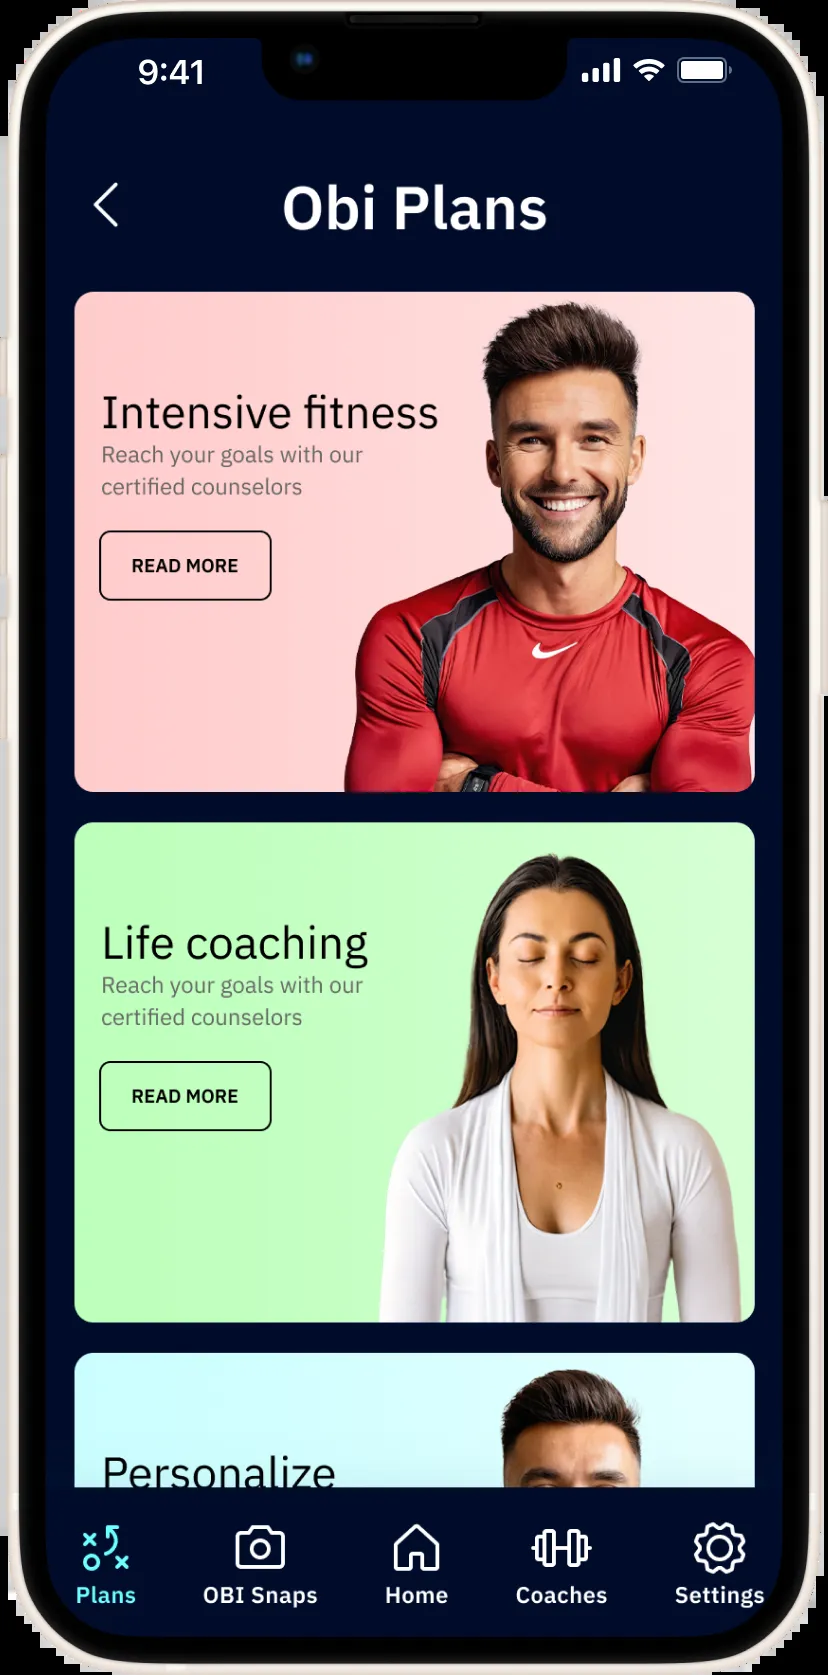 9:41
Obi Plans
Intensive fitness
Reach your goals with our
certified counselors
READ MORE
Life coaching
Reach your goals with our
certified counselors
READ MORE
Personalize
Plans
OBI Snaps
Home
Coaches
Settings